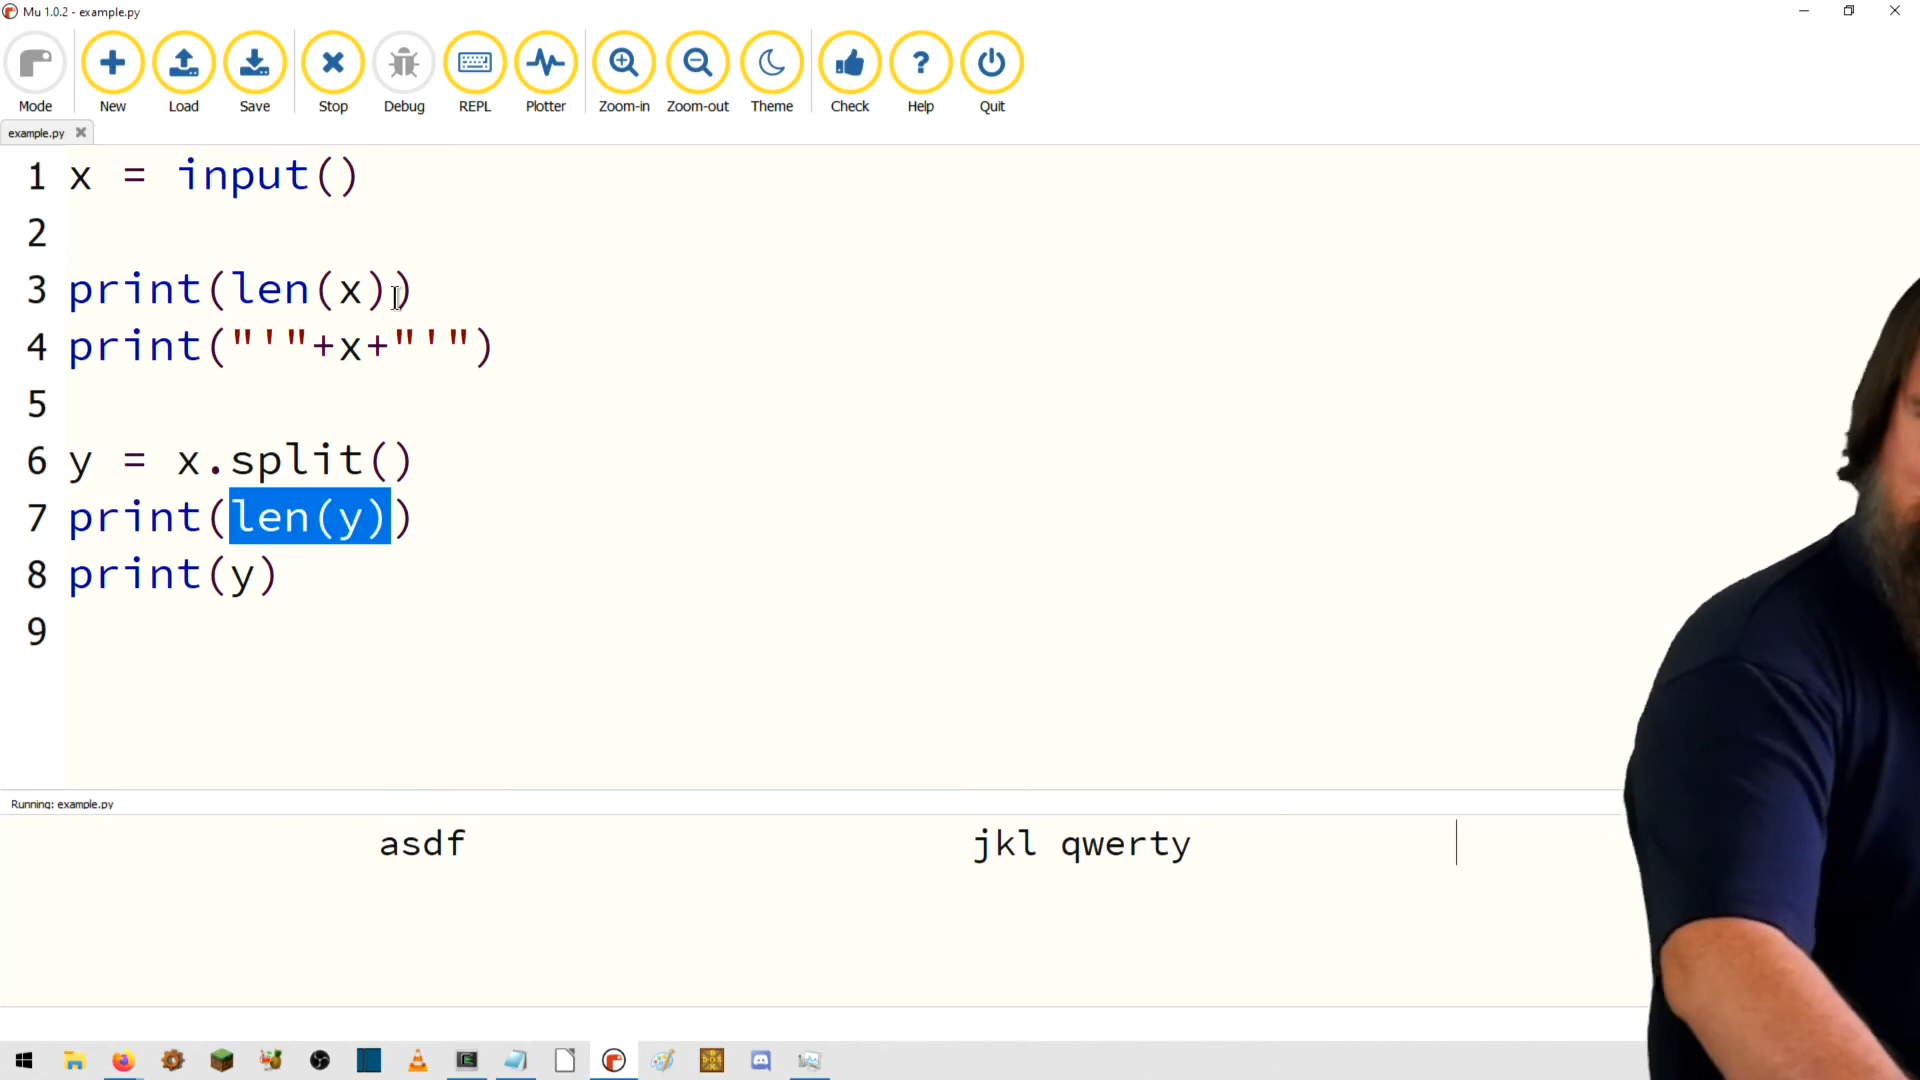 Mu 1.0.2 - example.py
Mode New Load Save Stop Debug REPL Plotter Zoom-in Zoom-out Theme Check Help Quit
example.py
1 x = input()
2
3 print(len(x))
4 print("'"+x+"'")
5
6 y = x.split()
7 print(len(y))
8 print(y)
9
Running: example.py
asdf jkl qwerty
DOS